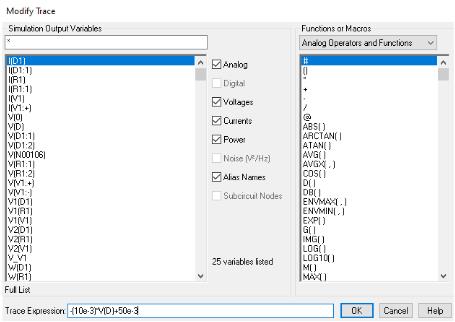 Modify Trace
Simulation Output Variables
*
I(D1)
I(D1:1)
I(R1)
I(R1:1)
I(V1)
I(V1:+)
V(0)
V(D)
V(D1:1)
V(D1:2)
V(N00106)
V(R1:1)
V(R1:2)
V(V1:+)
V(V1:-)
V1(D1)
V1(R1)
V1(V1)
V2(D1)
V2(R1)
V2(V1)
V_V1
W(D1)
W(R1)
Full List
Analog
Digital
Voltages
Currents
Power
Noise (V²/Hz)
Alias Names
Subcircuit Nodes
25 variables listed
Functions or Macros
Analog Operators and Functions
#
()
*
+
-
/
@
ABS( )
ARCTAN( )
ATAN( )
AVG( )
AVGX( , )
COS( )
D( )
DB( )
ENVMAX( , )
ENVMIN( , )
EXP( )
G( )
IMG( )
LOG( )
LOG10( )
M( )
MAX( )
Trace Expression: -(10e-3)*V(D)+50e-3
OK Cancel Help